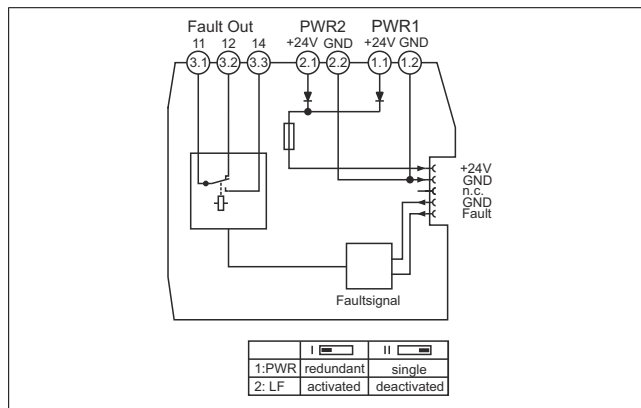 Fault Out PWR2 PWR1
11 12 14 +24V GND +24V GND
3.1 3.2 3.3 2.1 2.2 1.1 1.2
+24V
GND
n.c.
GND
Fault
Faultsignal
I II
1:PWR redundant single
2: LF activated deactivated